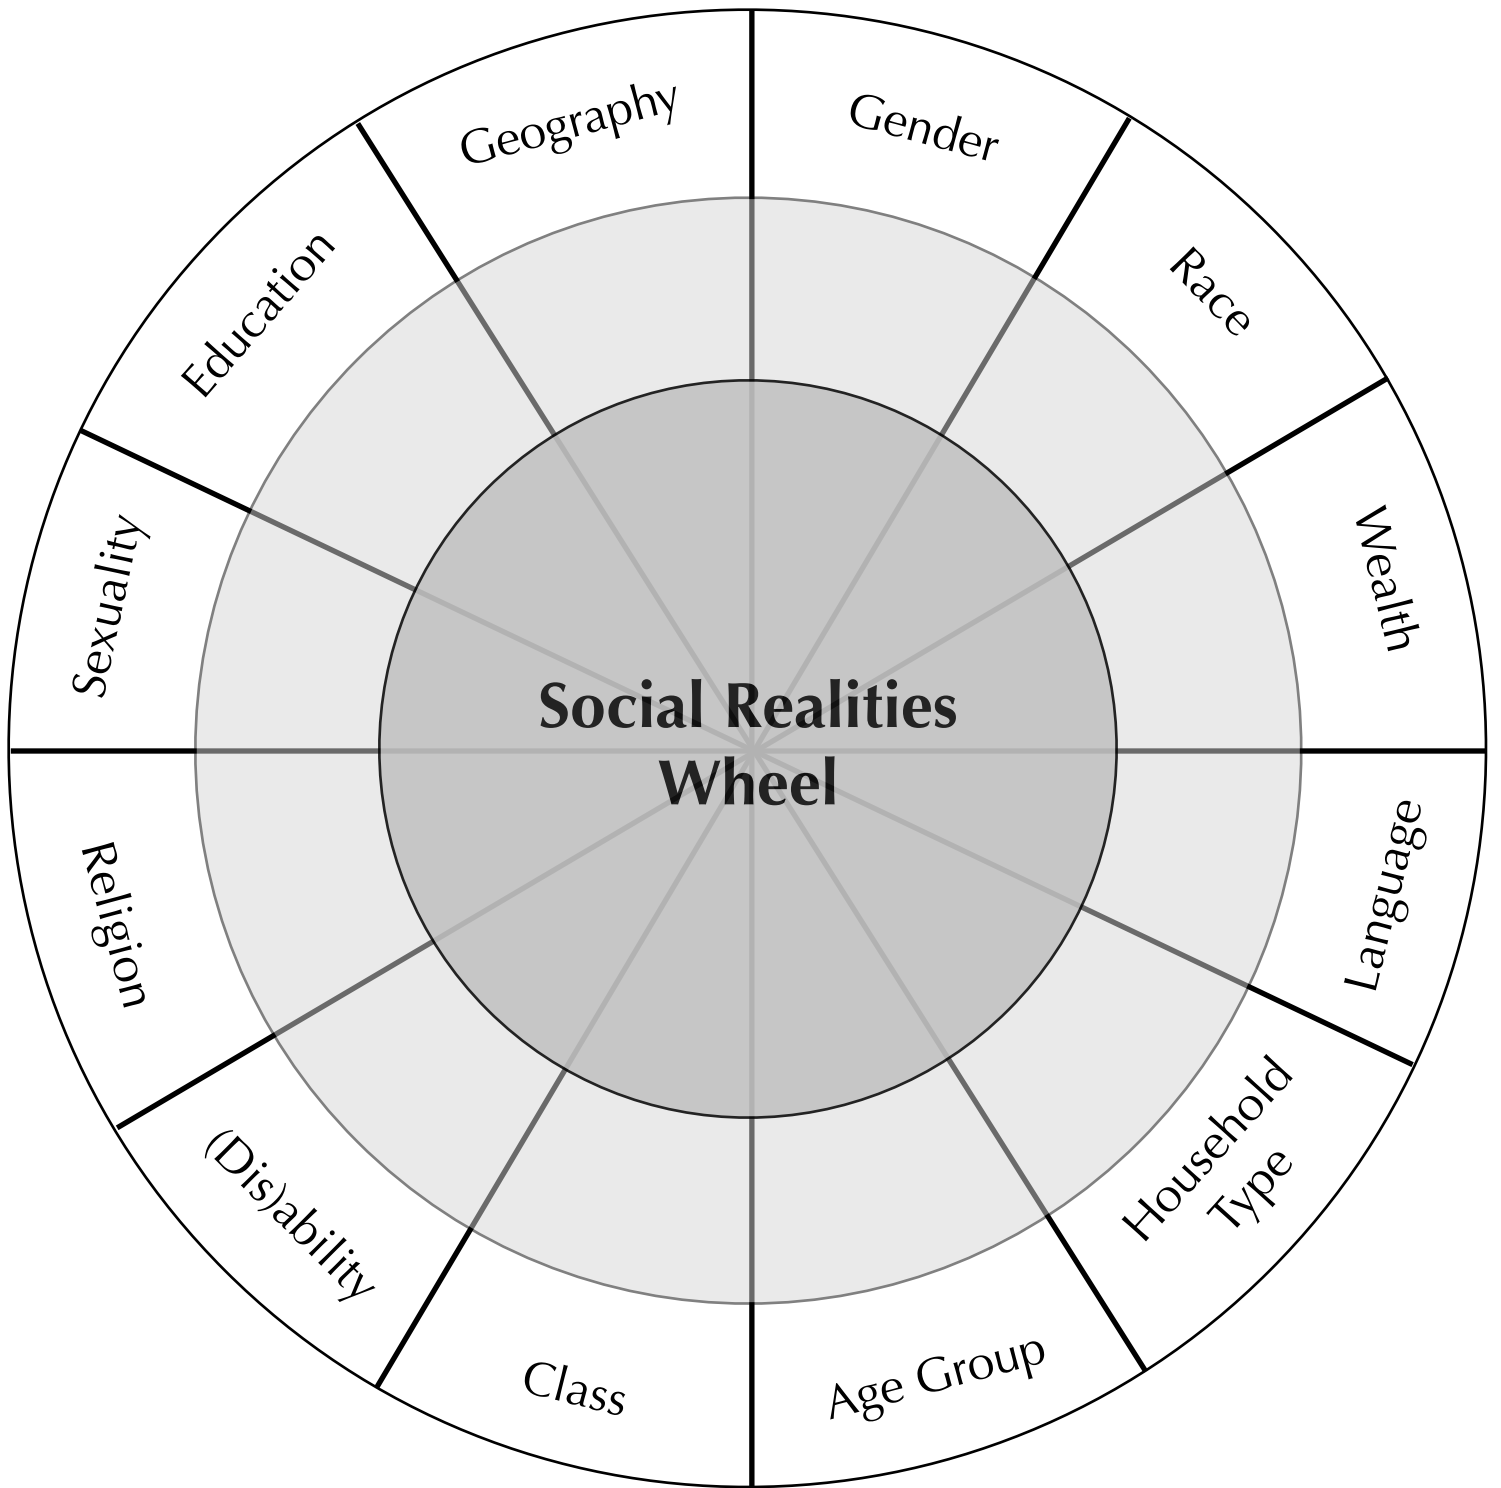 Social Realities
Wheel
Gender
Race
Wealth
Language
Household
Type
Age Group
Class
(Dis)ability
Religion
Sexuality
Education
Geography